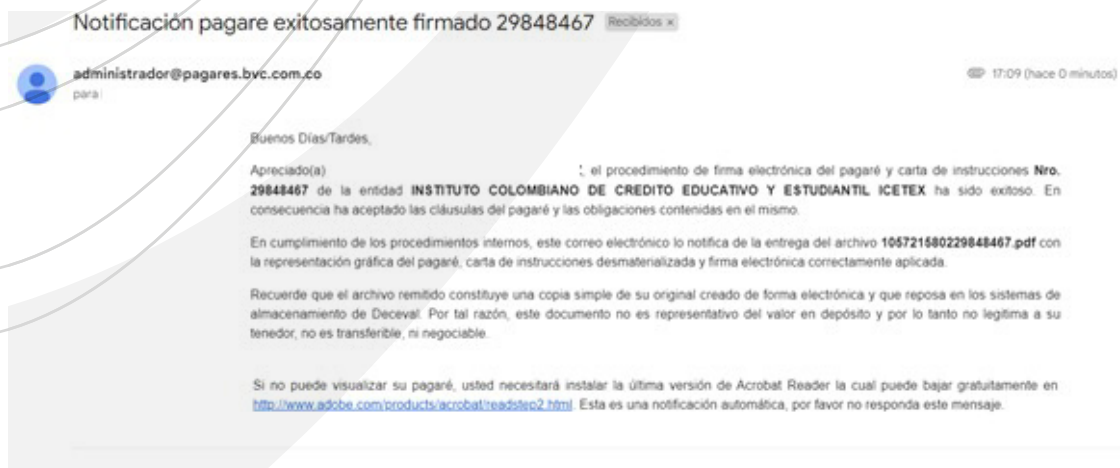 Notificación pagare exitosamente firmado 29848467 Recibidos x
administrador@pagares.bvc.com.co
17:09 (hace 0 minutos)
para
Buenos Días/Tardes,
Apreciado(a) , el procedimiento de firma electrónica del pagaré y carta de instrucciones Nro.
29848467 de la entidad INSTITUTO COLOMBIANO DE CREDITO EDUCATIVO Y ESTUDIANTIL ICETEX ha sido exitoso. En
consecuencia ha aceptado las cláusulas del pagaré y las obligaciones contenidas en el mismo.
En cumplimiento de los procedimientos internos, este correo electrónico lo notifica de la entrega del archivo 105721580229848467.pdf con
la representación gráfica del pagaré, carta de instrucciones desmaterializada y firma electrónica correctamente aplicada.
Recuerde que el archivo remitido constituye una copia simple de su original creado de forma electrónica y que reposa en los sistemas de
almacenamiento de Deceval. Por tal razón, este documento no es representativo del valor en depósito y por lo tanto no legitima a su
tenedor, no es transferible, ni negociable.
Si no puede visualizar su pagaré, usted necesitará instalar la última versión de Acrobat Reader la cual puede bajar gratuitamente en
http://www.adobe.com/products/acrobat/readstep2.html. Esta es una notificación automática, por favor no responda este mensaje.